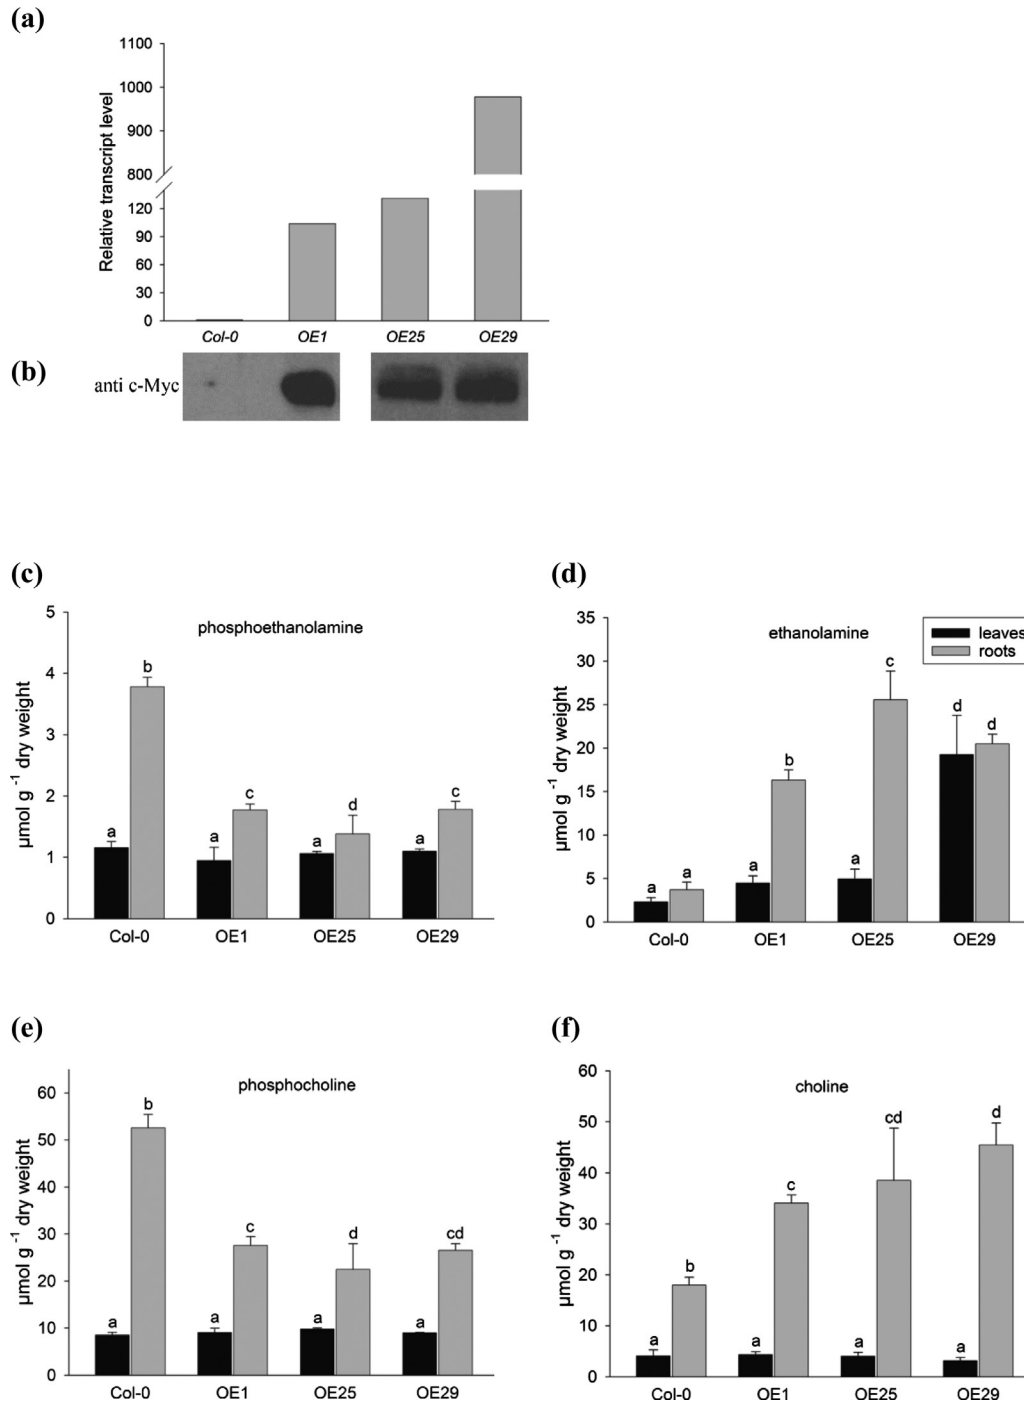 (a)
1100
1000
900
800
120
90
60
30
0
Relative transcript level
Col-0 OE1 OE25 OE29
(b)
anti c-Myc
(c)
phosphoethanolamine
5
4
3
2
1
0
µmol g -1 dry weight
a b a c a d a c
Col-0 OE1 OE25 OE29
(d)
ethanolamine
leaves
roots
35
30
25
20
15
10
5
0
µmol g -1 dry weight
a a a b a c d d
Col-0 OE1 OE25 OE29
(e)
phosphocholine
60
50
40
30
20
10
0
µmol g -1 dry weight
a b a c a d a cd
Col-0 OE1 OE25 OE29
(f)
choline
60
50
40
30
20
10
0
µmol g -1 dry weight
a b a c a cd a d
Col-0 OE1 OE25 OE29